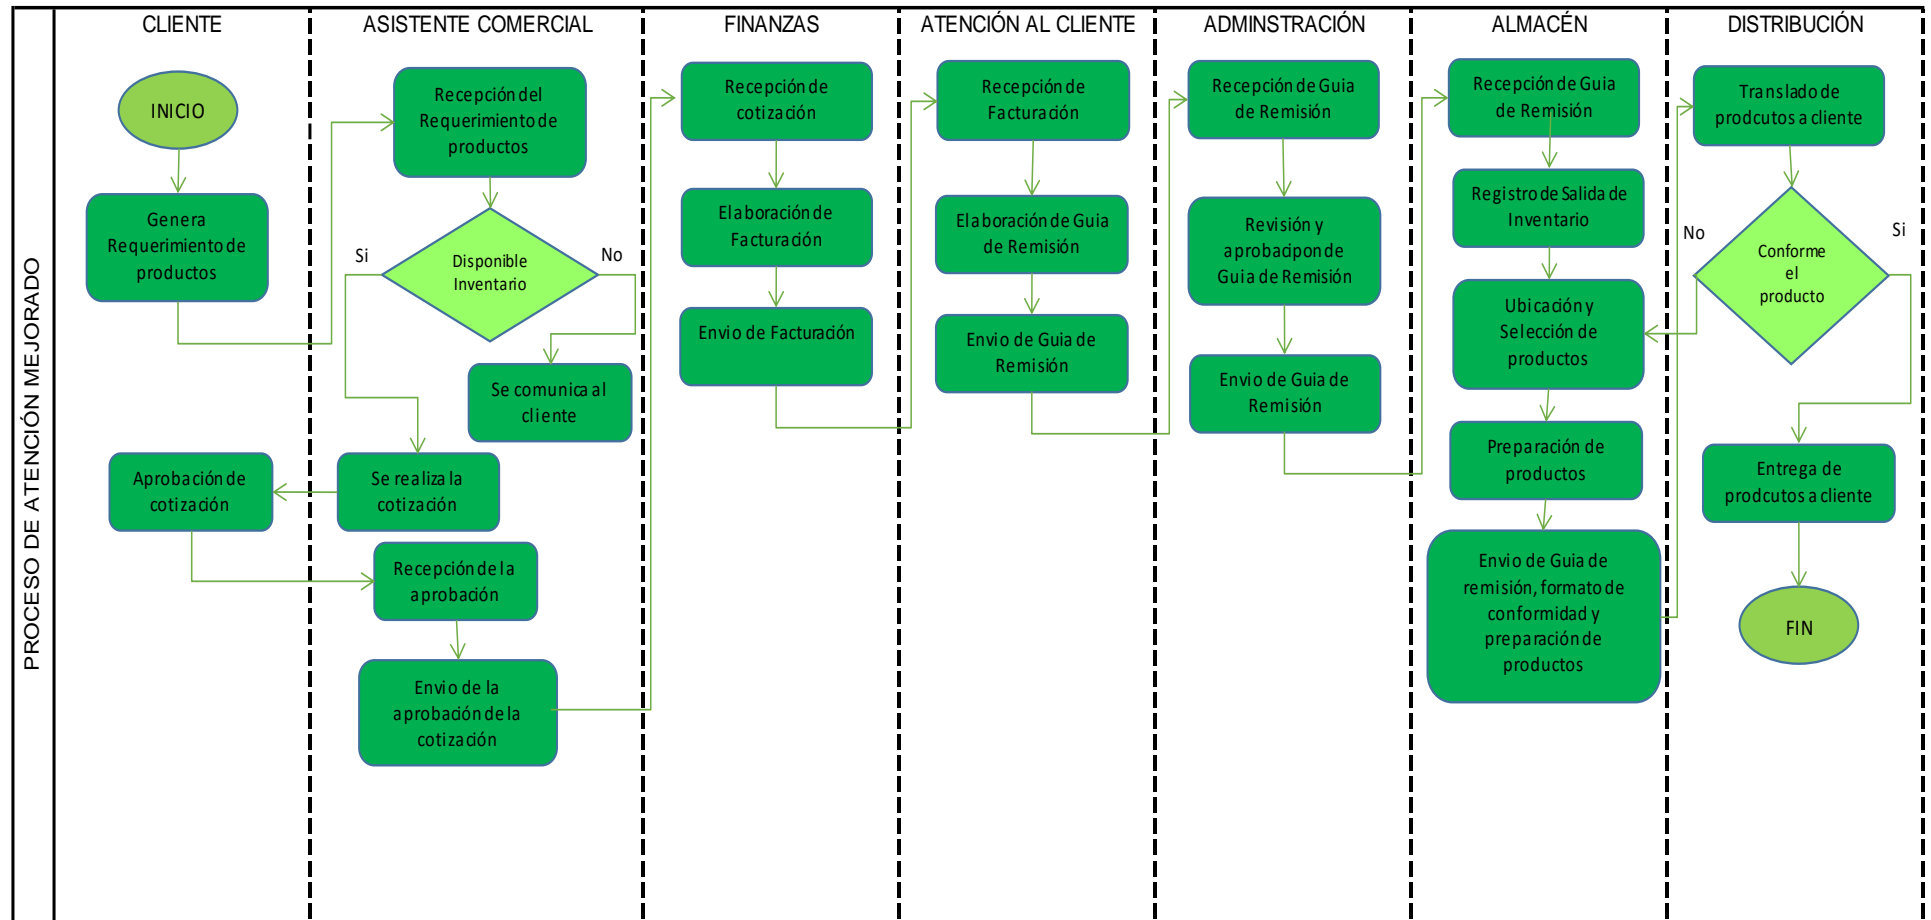 PROCESO DE ATENCIÓN MEJORADO
CLIENTE
INICIO
Genera
Requerimiento de
productos
Aprobación de
cotización
ASISTENTE COMERCIAL
Recepción del
Requerimiento de
productos
Si
Disponible
Inventario
No
Se comunica al
cliente
Se realiza la
cotización
Recepción de la
aprobación
Envio de la
aprobación de la
cotización
FINANZAS
Recepción de
cotización
Elaboración de
Facturación
Envio de Facturación
ATENCIÓN AL CLIENTE
Recepción de
Facturación
Elaboración de Guia
de Remisión
Envio de Guia de
Remisión
ADMINSTRACIÓN
Recepción de Guia
de Remisión
Revisión y
aprobacipon de
Guia de Remisión
Envio de Guia de
Remisión
ALMACÉN
Recepción de Guia
de Remisión
Registro de Salida de
Inventario
Ubicación y
Selección de
productos
Preparación de
productos
Envio de Guia de
remisión, formato de
conformidad y
preparación de
productos
DISTRIBUCIÓN
Translado de
prodcutos a cliente
No
Conforme
el
producto
Si
Entrega de
prodcutos a cliente
FIN